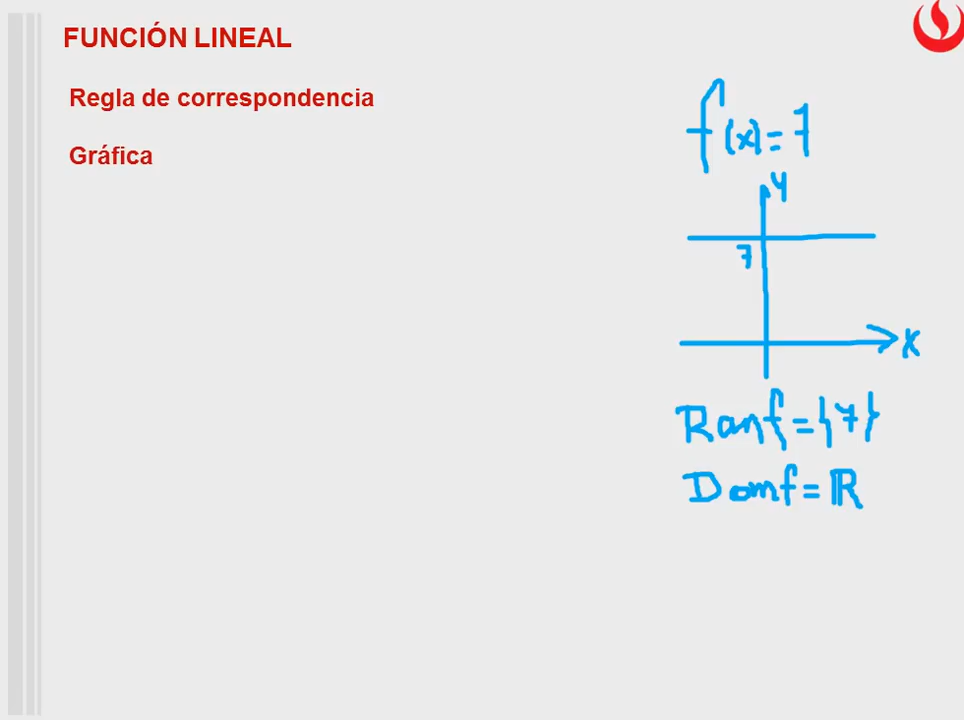 FUNCIÓN LINEAL
Regla de correspondencia
Gráfica
f(x)=7
y
7
x
Ranf={7}
Domf=ℝ